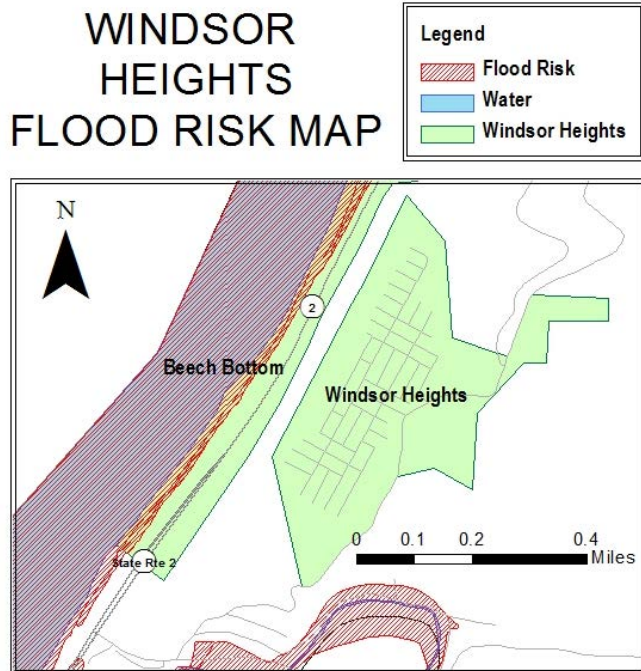 WINDSOR
HEIGHTS
FLOOD RISK MAP
Legend
Flood Risk
Water
Windsor Heights
N
2
Beech Bottom
Windsor Heights
State Rte 2
0 0.1 0.2 0.4
Miles